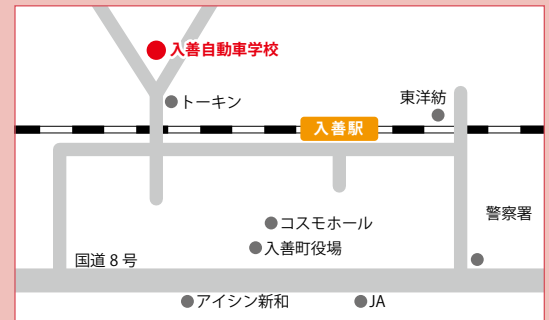 入善自動車学校
トーキン
東洋紡
入善駅
警察署
コスモホール
入善町役場
国道 8 号
アイシン新和
JA